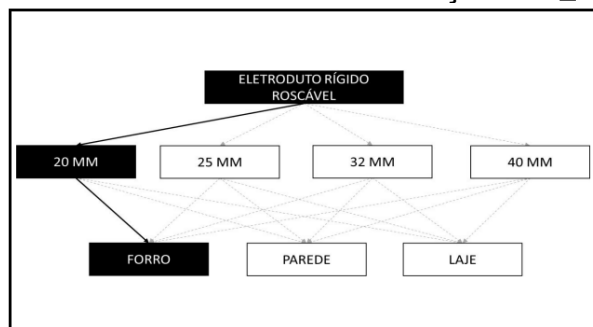 ELETRODUTO RÍGIDO
ROSCÁVEL
20 MM
25 MM
32 MM
40 MM
FORRO
PAREDE
LAJE